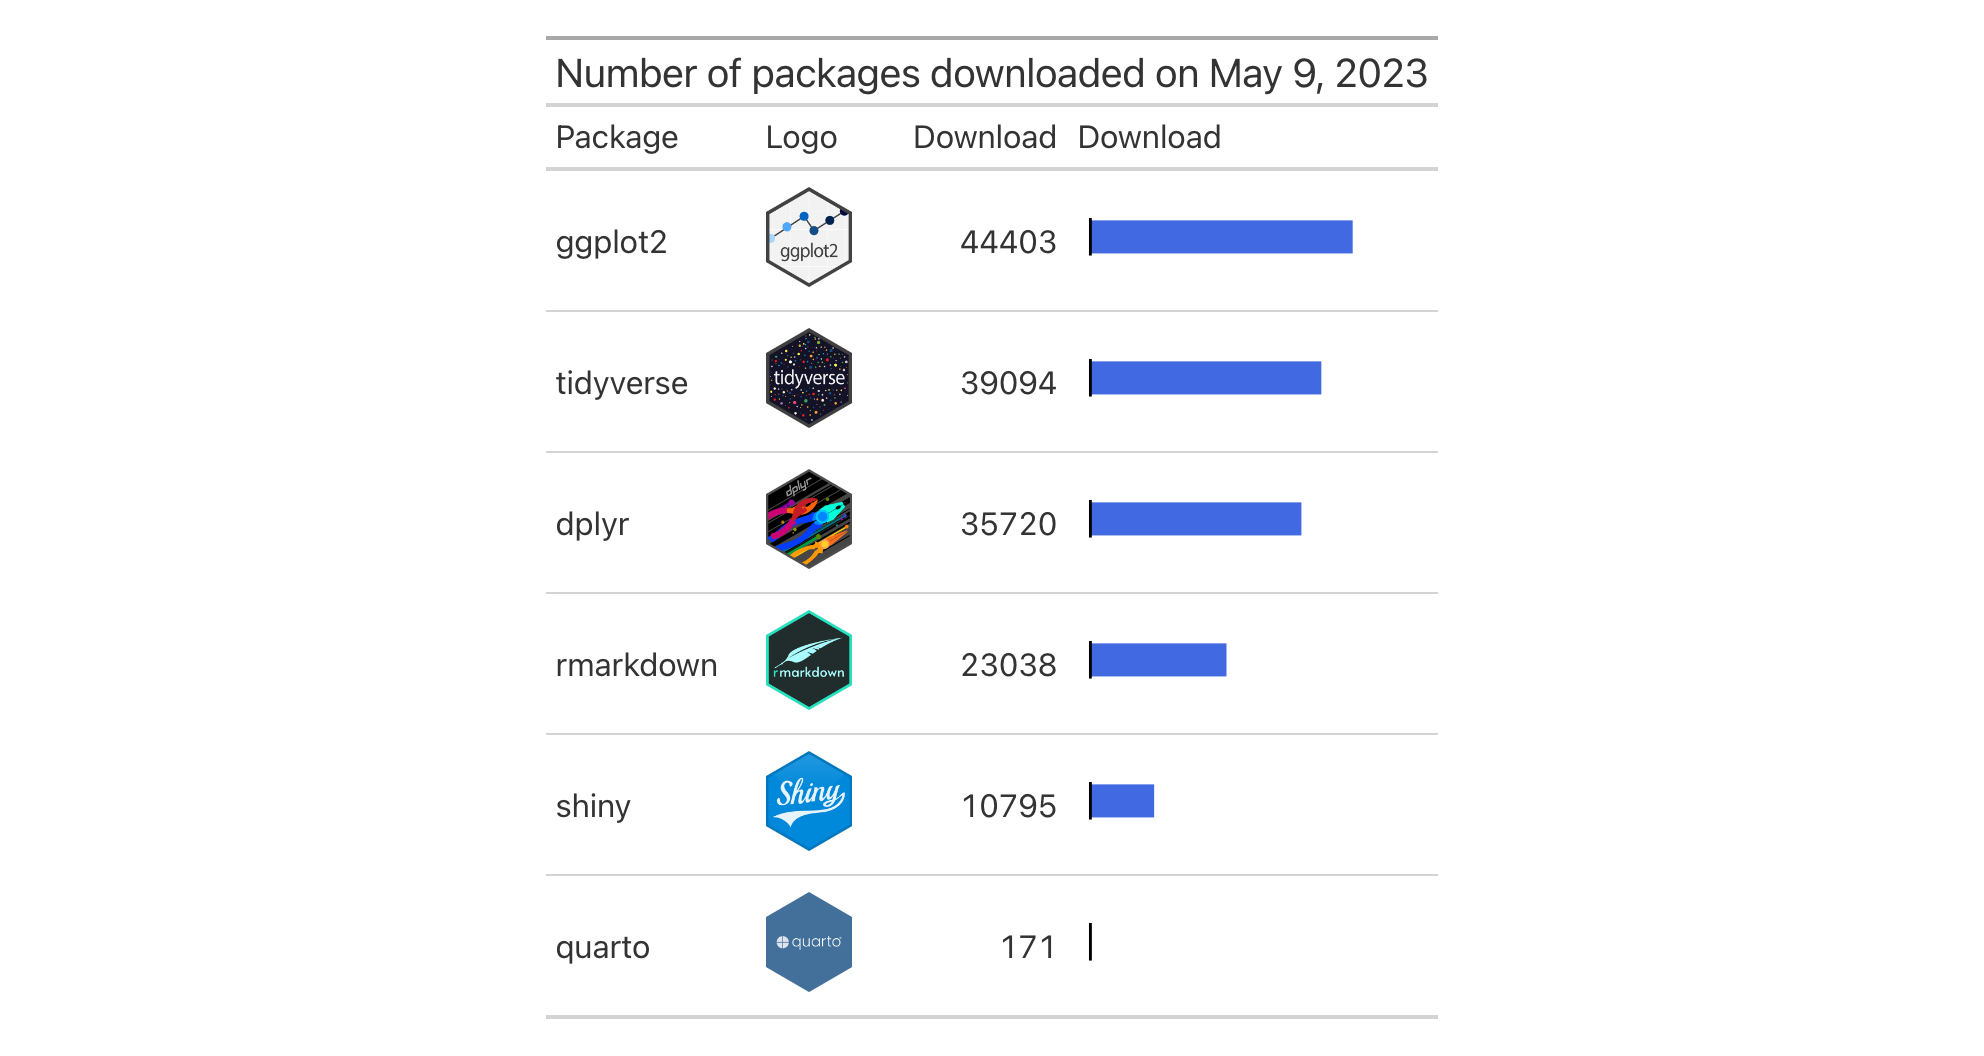 Number of packages downloaded on May 9, 2023
Package Logo Download Download
ggplot2 ggplot2 44403
tidyverse tidyverse 39094
dplyr dplyr 35720
rmarkdown rmarkdown 23038
shiny Shiny 10795
quarto quarto 171